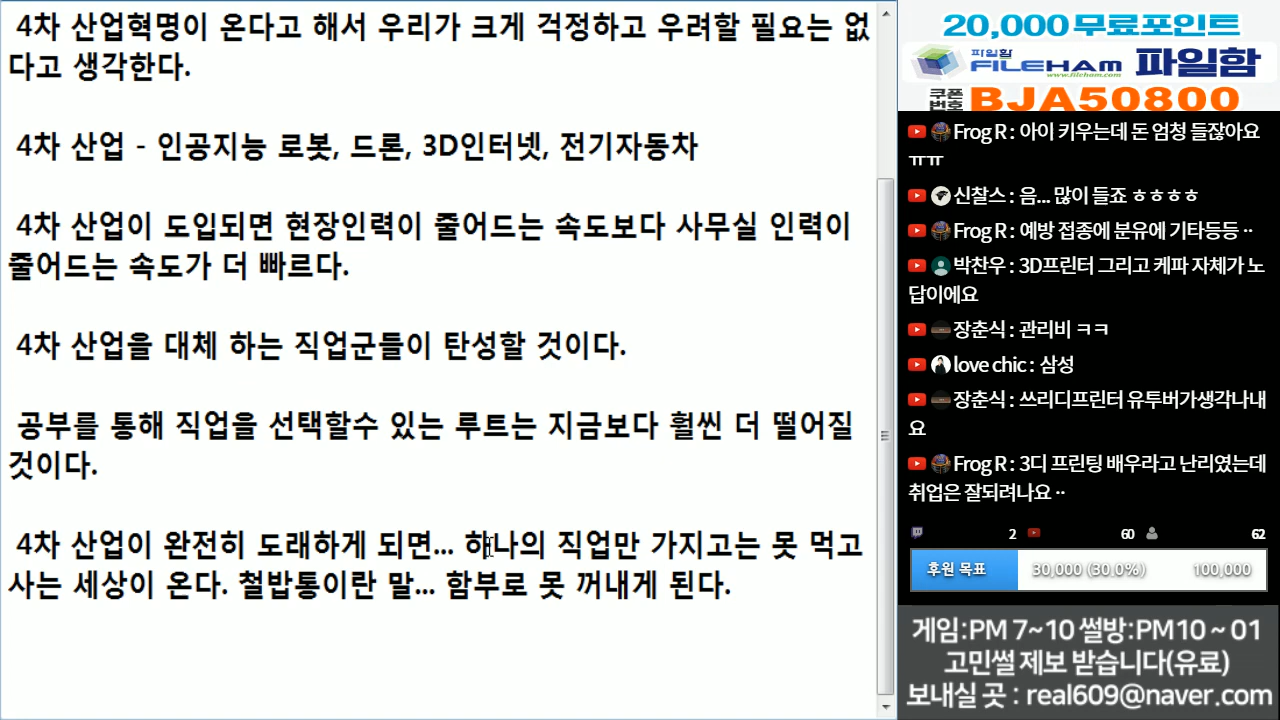 4차 산업혁명이 온다고 해서 우리가 크게 걱정하고 우려할 필요는 없
다고 생각한다.
4차 산업 - 인공지능 로봇, 드론, 3D인터넷, 전기자동차
4차 산업이 도입되면 현장인력이 줄어드는 속도보다 사무실 인력이
줄어드는 속도가 더 빠르다.
4차 산업을 대체 하는 직업군들이 탄성할 것이다.
공부를 통해 직업을 선택할수 있는 루트는 지금보다 훨씬 더 떨어질
것이다.
4차 산업이 완전히 도래하게 되면... 하나의 직업만 가지고는 못 먹고
사는 세상이 온다. 철밥통이란 말... 함부로 못 꺼내게 된다.
20,000 무료포인트
파일함 FILEHAM www.fileham.com 파일함
쿠폰번호 BJA50800
Frog R : 아이 키우는데 돈 엄청 들잖아요
ㅠㅠ
신찰스 : 음... 많이 들죠 ㅎㅎㅎㅎ
Frog R : 예방 접종에 분유에 기타등등 ··
박찬우 : 3D프린터 그리고 케파 자체가 노
답이에요
장춘식 : 관리비 ㅋㅋ
love chic : 삼성
장춘식 : 쓰리디프린터 유투버가생각나내
요
Frog R : 3디 프린팅 배우라고 난리였는데
취업은 잘되려나요 ··
2 60 62
후원 목표 30,000 (30.0%) 100,000
게임:PM 7~10 썰방:PM10 ~ 01
고민썰 제보 받습니다(유료)
보내실 곳 : real609@naver.com